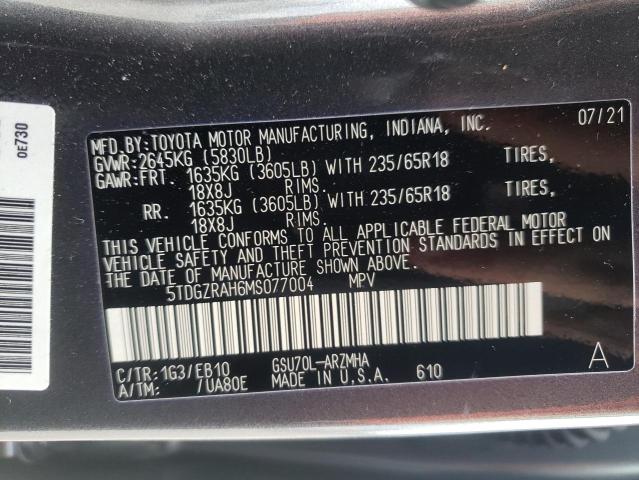 0E730
MFD.BY:TOYOTA MOTOR MANUFACTURING, INDIANA, INC. 07/21
GVWR:2645KG (5830LB)
GAWR:FRT. 1635KG (3605LB) WITH 235/65R18 TIRES,
18X8J RIMS.
RR. 1635KG (3605LB) WITH 235/65R18 TIRES,
18X8J RIMS.
THIS VEHICLE CONFORMS TO ALL APPLICABLE FEDERAL MOTOR
VEHICLE SAFETY AND THEFT PREVENTION STANDARDS IN EFFECT ON
THE DATE OF MANUFACTURE SHOWN ABOVE.
5TDGZRAH6MS077004 MPV
C/TR:1G3/EB10 GSU70L-ARZMHA
A/TM: /UA80E MADE IN U.S.A. 610
A